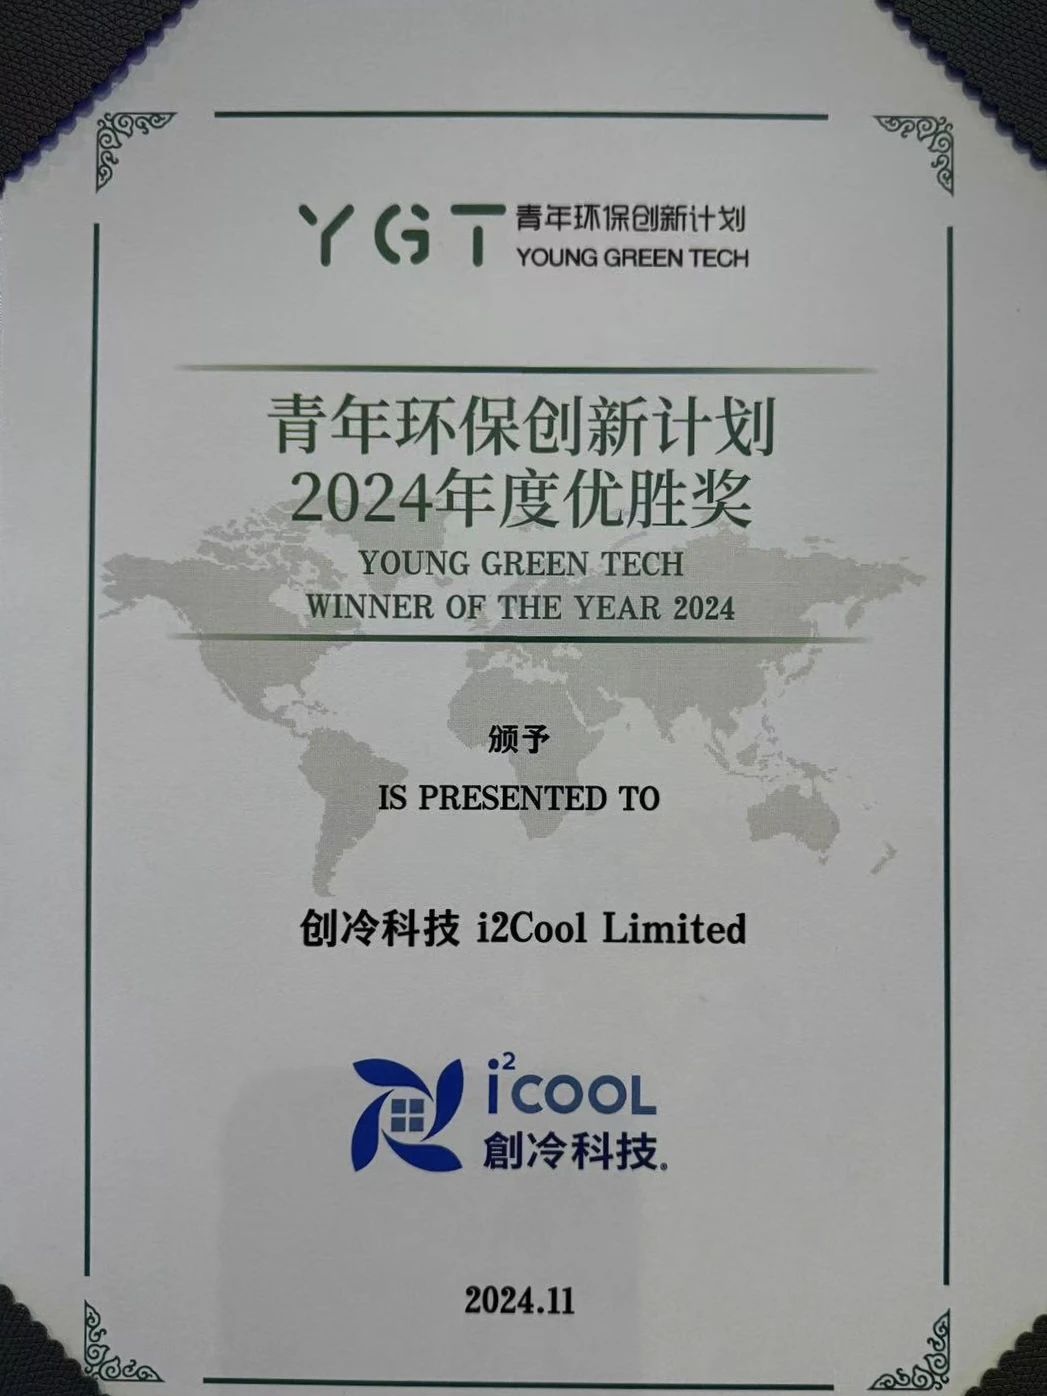 YGT 青年环保创新计划
YOUNG GREEN TECH
青年环保创新计划
2024年度优胜奖
YOUNG GREEN TECH
WINNER OF THE YEAR 2024
颁予
IS PRESENTED TO
创冷科技 i2Cool Limited
i²COOL
創冷科技®
2024.11